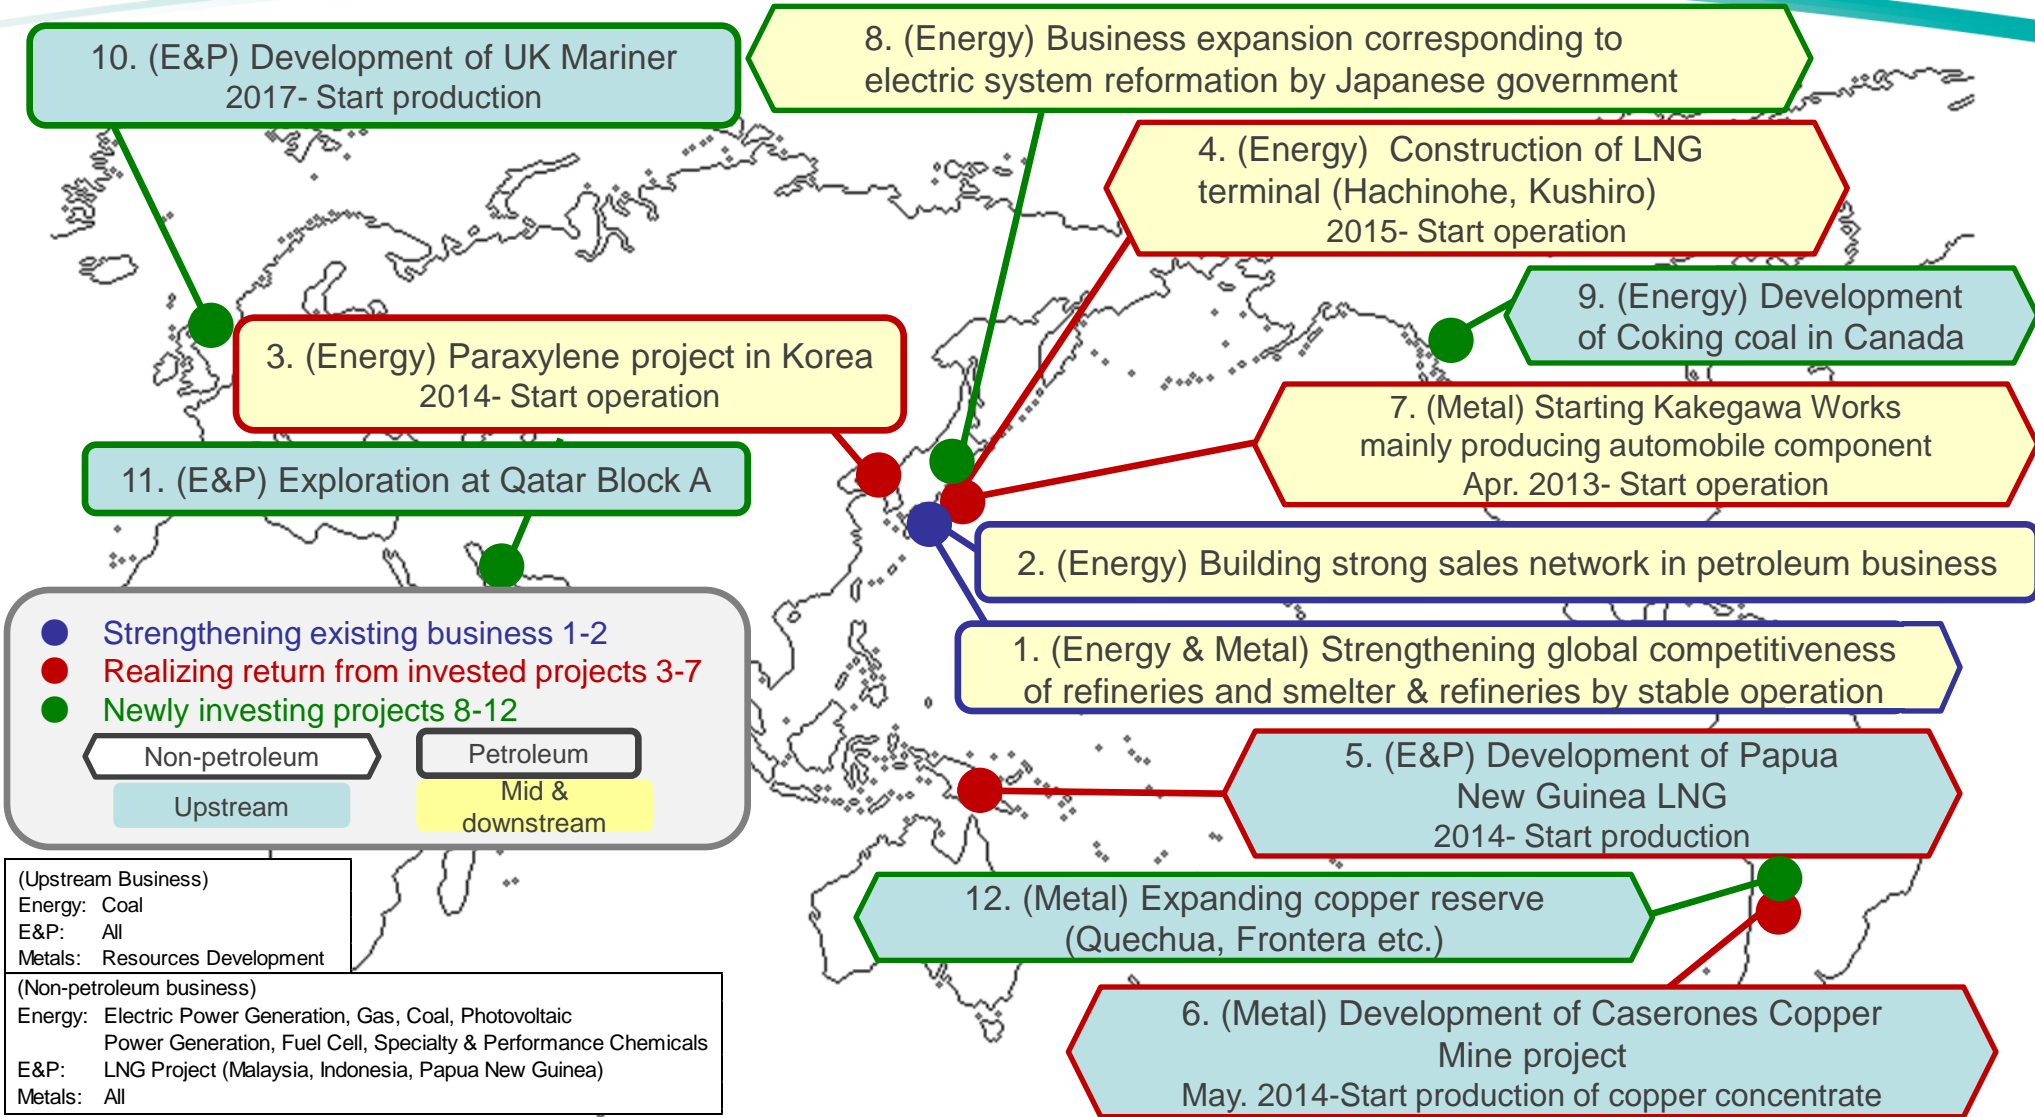 10. (E&P) Development of UK Mariner
2017- Start production
8. (Energy) Business expansion corresponding to
electric system reformation by Japanese government
4. (Energy) Construction of LNG
terminal (Hachinohe, Kushiro)
2015- Start operation
9. (Energy) Development
of Coking coal in Canada
3. (Energy) Paraxylene project in Korea
2014- Start operation
7. (Metal) Starting Kakegawa Works
mainly producing automobile component
Apr. 2013- Start operation
11. (E&P) Exploration at Qatar Block A
2. (Energy) Building strong sales network in petroleum business
1. (Energy & Metal) Strengthening global competitiveness
of refineries and smelter & refineries by stable operation
Strengthening existing business 1-2
Realizing return from invested projects 3-7
Newly investing projects 8-12
Non-petroleum
Petroleum
Upstream
Mid &
downstream
5. (E&P) Development of Papua
New Guinea LNG
2014- Start production
12. (Metal) Expanding copper reserve
(Quechua, Frontera etc.)
6. (Metal) Development of Caserones Copper
Mine project
May. 2014-Start production of copper concentrate
(Upstream Business)
Energy: Coal
E&P: All
Metals: Resources Development
(Non-petroleum business)
Energy: Electric Power Generation, Gas, Coal, Photovoltaic
Power Generation, Fuel Cell, Specialty & Performance Chemicals
E&P: LNG Project (Malaysia, Indonesia, Papua New Guinea)
Metals: All